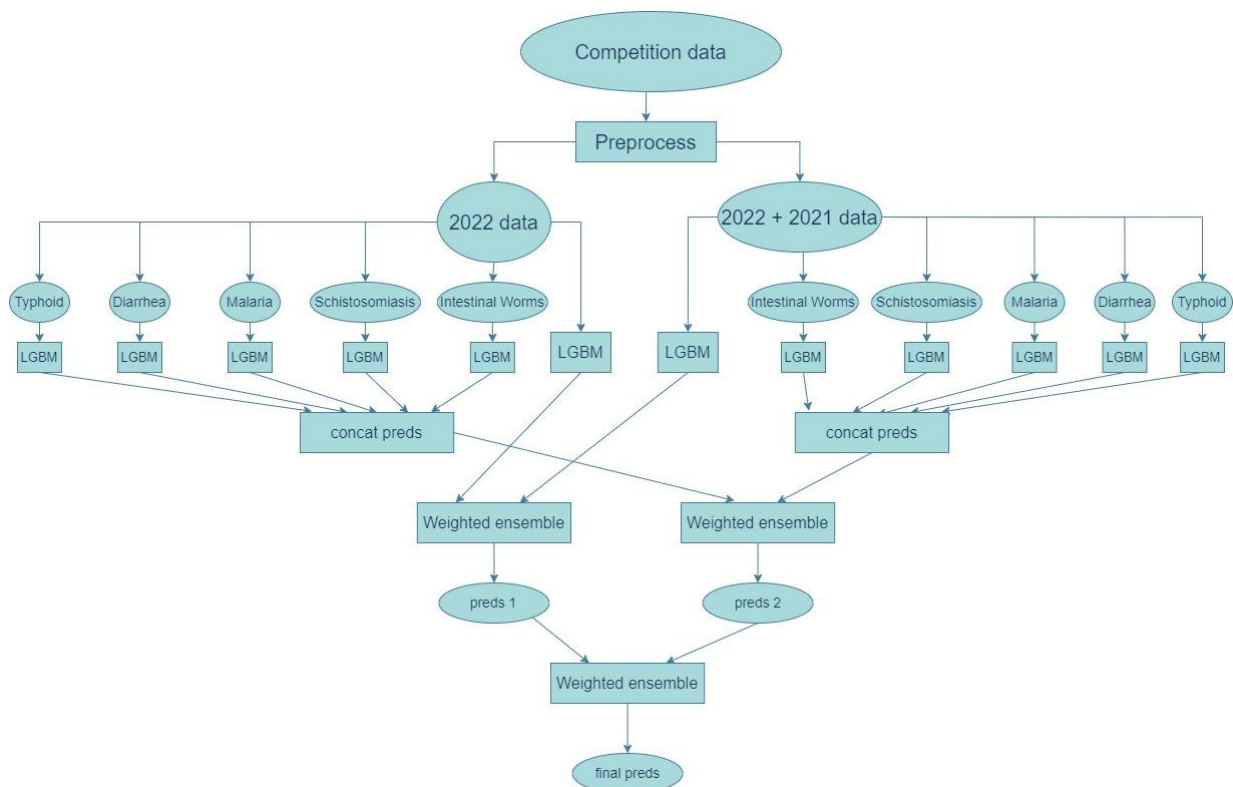 Competition data
Preprocess
2022 data
2022 + 2021 data
Typhoid
Diarrhea
Malaria
Schistosomiasis
Intestinal Worms
Intestinal Worms
Schistosomiasis
Malaria
Diarrhea
Typhoid
LGBM
LGBM
LGBM
LGBM
LGBM
LGBM
LGBM
LGBM
LGBM
LGBM
LGBM
LGBM
concat preds
concat preds
Weighted ensemble
Weighted ensemble
preds 1
preds 2
Weighted ensemble
final preds